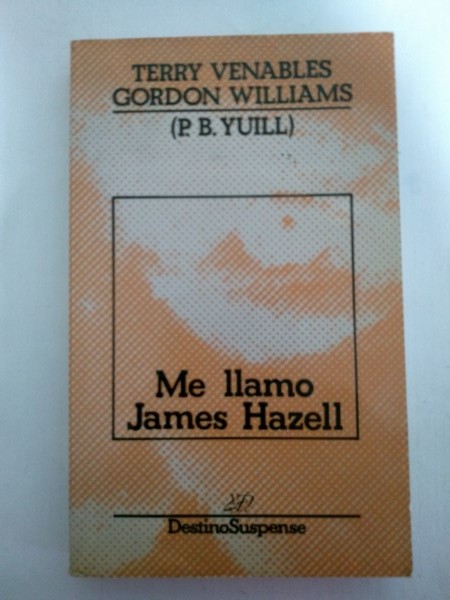 TERRY VENABLES
GORDON WILLIAMS
(P. B. YUILL)
Me llamo
James Hazell
DestinoSuspense